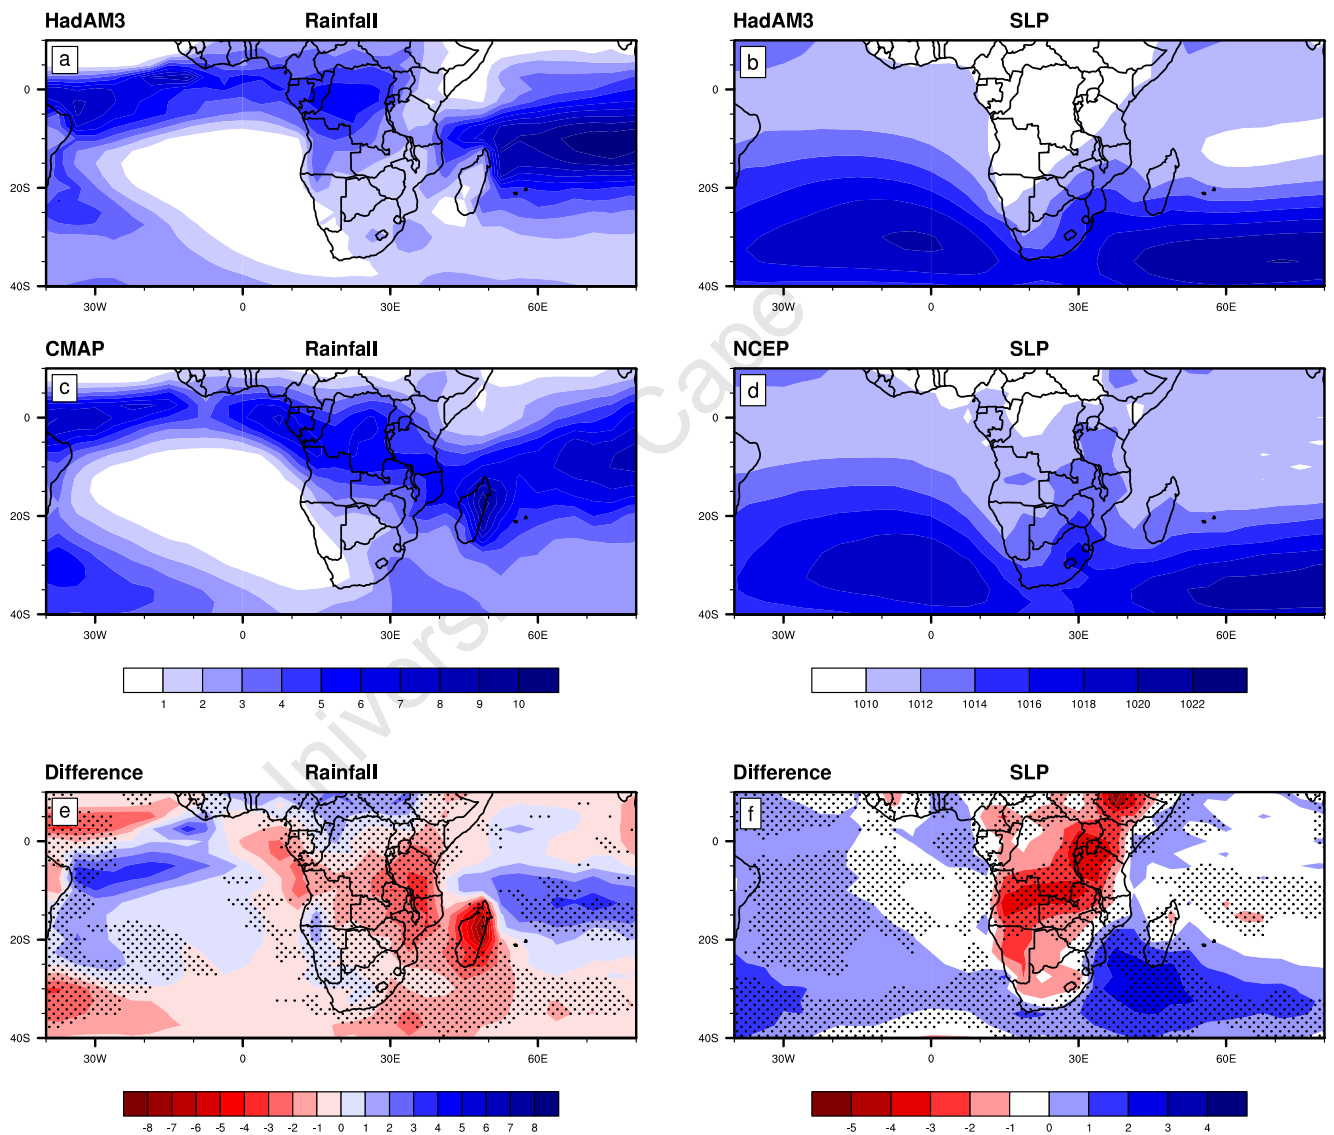 HadAM3 Rainfall
a
0
20S
40S
30W 0 30E 60E
HadAM3 SLP
b
0
20S
40S
30W 0 30E 60E
CMAP Rainfall
c
0
20S
40S
30W 0 30E 60E
NCEP SLP
d
0
20S
40S
30W 0 30E 60E
1 2 3 4 5 6 7 8 9 10
1010 1012 1014 1016 1018 1020 1022
Difference Rainfall
e
0
20S
40S
30W 0 30E 60E
Difference SLP
f
0
20S
40S
30W 0 30E 60E
-8 -7 -6 -5 -4 -3 -2 -1 0 1 2 3 4 5 6 7 8
-5 -4 -3 -2 -1 0 1 2 3 4
Cape